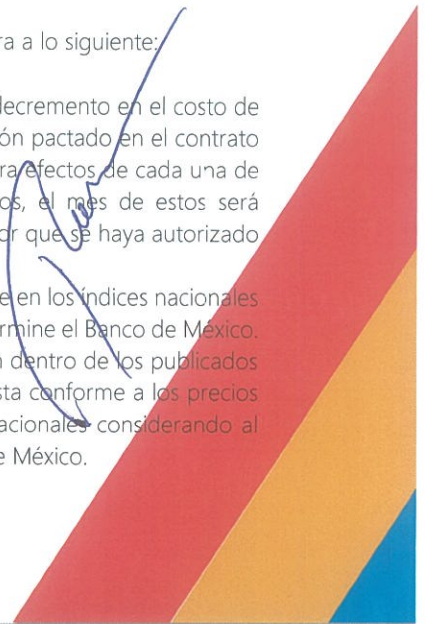 ra a lo siguiente:
decremento en el costo de
ón pactado en el contrato
ra efectos de cada una de
os, el mes de estos será
or que se haya autorizado
e en los índices nacionales
rmine el Banco de México.
n dentro de los publicados
sta conforme a los precios
acionales considerando al
e México.